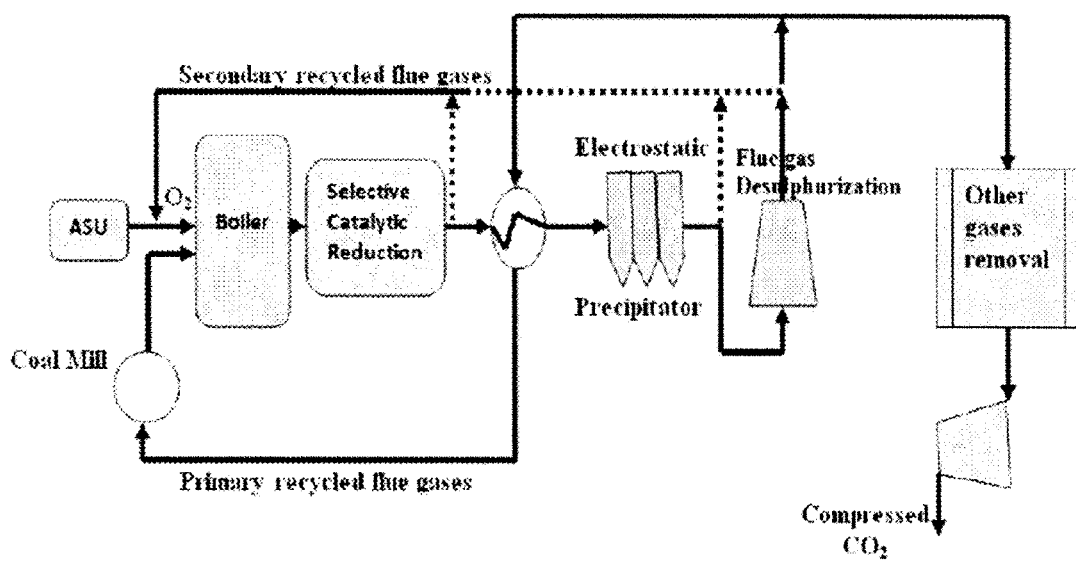 Secondary recycled flue gases
Electrostatic
Flue gas
Desulphurization
O₂
ASU
Boiler
Selective
Catalytic
Reduction
Other
gases
removal
Precipitator
Coal Mill
Primary recycled flue gases
Compressed
CO₂